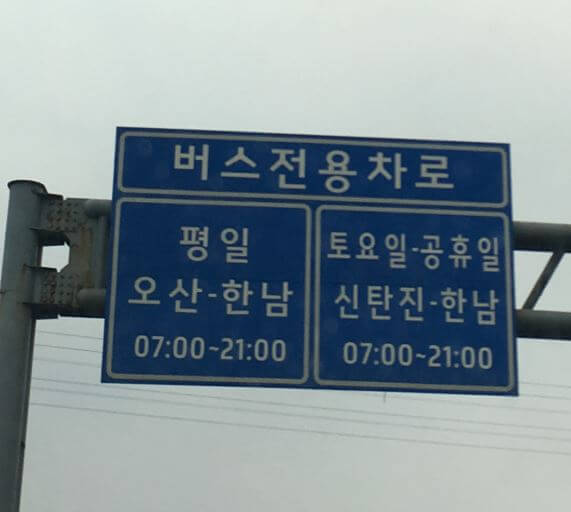 버스전용차로
평일
오산-한남
07:00~21:00
토요일-공휴일
신탄진-한남
07:00~21:00